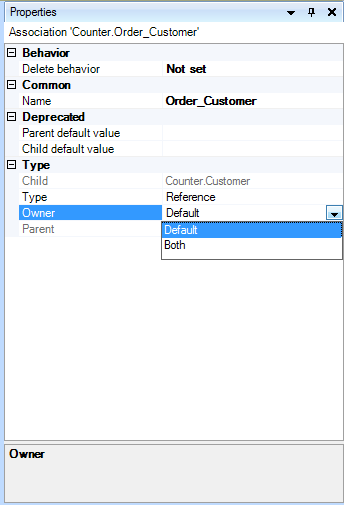 Properties
Association 'Counter.Order_Customer'
Behavior
Delete behavior Not set
Common
Name Order_Customer
Deprecated
Parent default value
Child default value
Type
Child Counter.Customer
Type Reference
Owner Default
Parent Default
Both
Owner